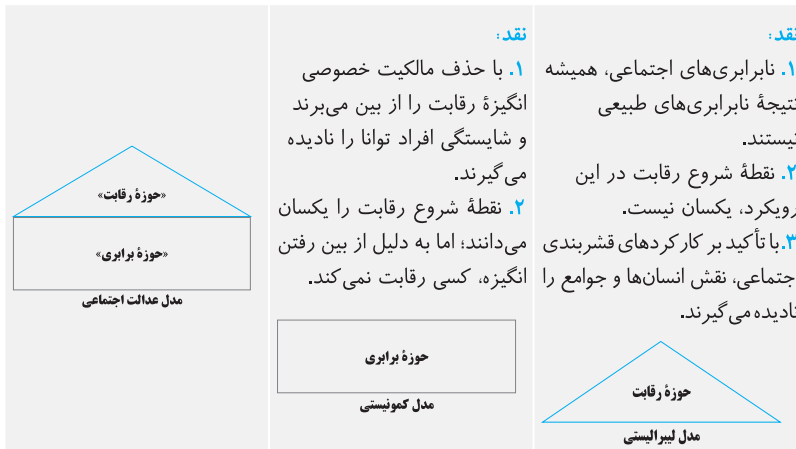 نقد:
۱. نابرابری‌های اجتماعی، همیشه
نتیجهٔ نابرابری‌های طبیعی
نیستند.
۲. نقطهٔ شروع رقابت در این
رویکرد، یکسان نیست.
۳. با تأکید بر کارکردهای قشربندی
اجتماعی، نقش انسان‌ها و جوامع را
نادیده می‌گیرند.
حوزهٔ رقابت
مدل لیبرالیستی
نقد:
۱. با حذف مالکیت خصوصی
انگیزهٔ رقابت را از بین می‌برند
و شایستگی افراد توانا را نادیده
می‌گیرند.
۲. نقطهٔ شروع رقابت را یکسان
می‌دانند؛ اما به دلیل از بین رفتن
انگیزه، کسی رقابت نمی‌کند.
حوزهٔ برابری
مدل کمونیستی
«حوزهٔ رقابت»
«حوزهٔ برابری»
مدل عدالت اجتماعی